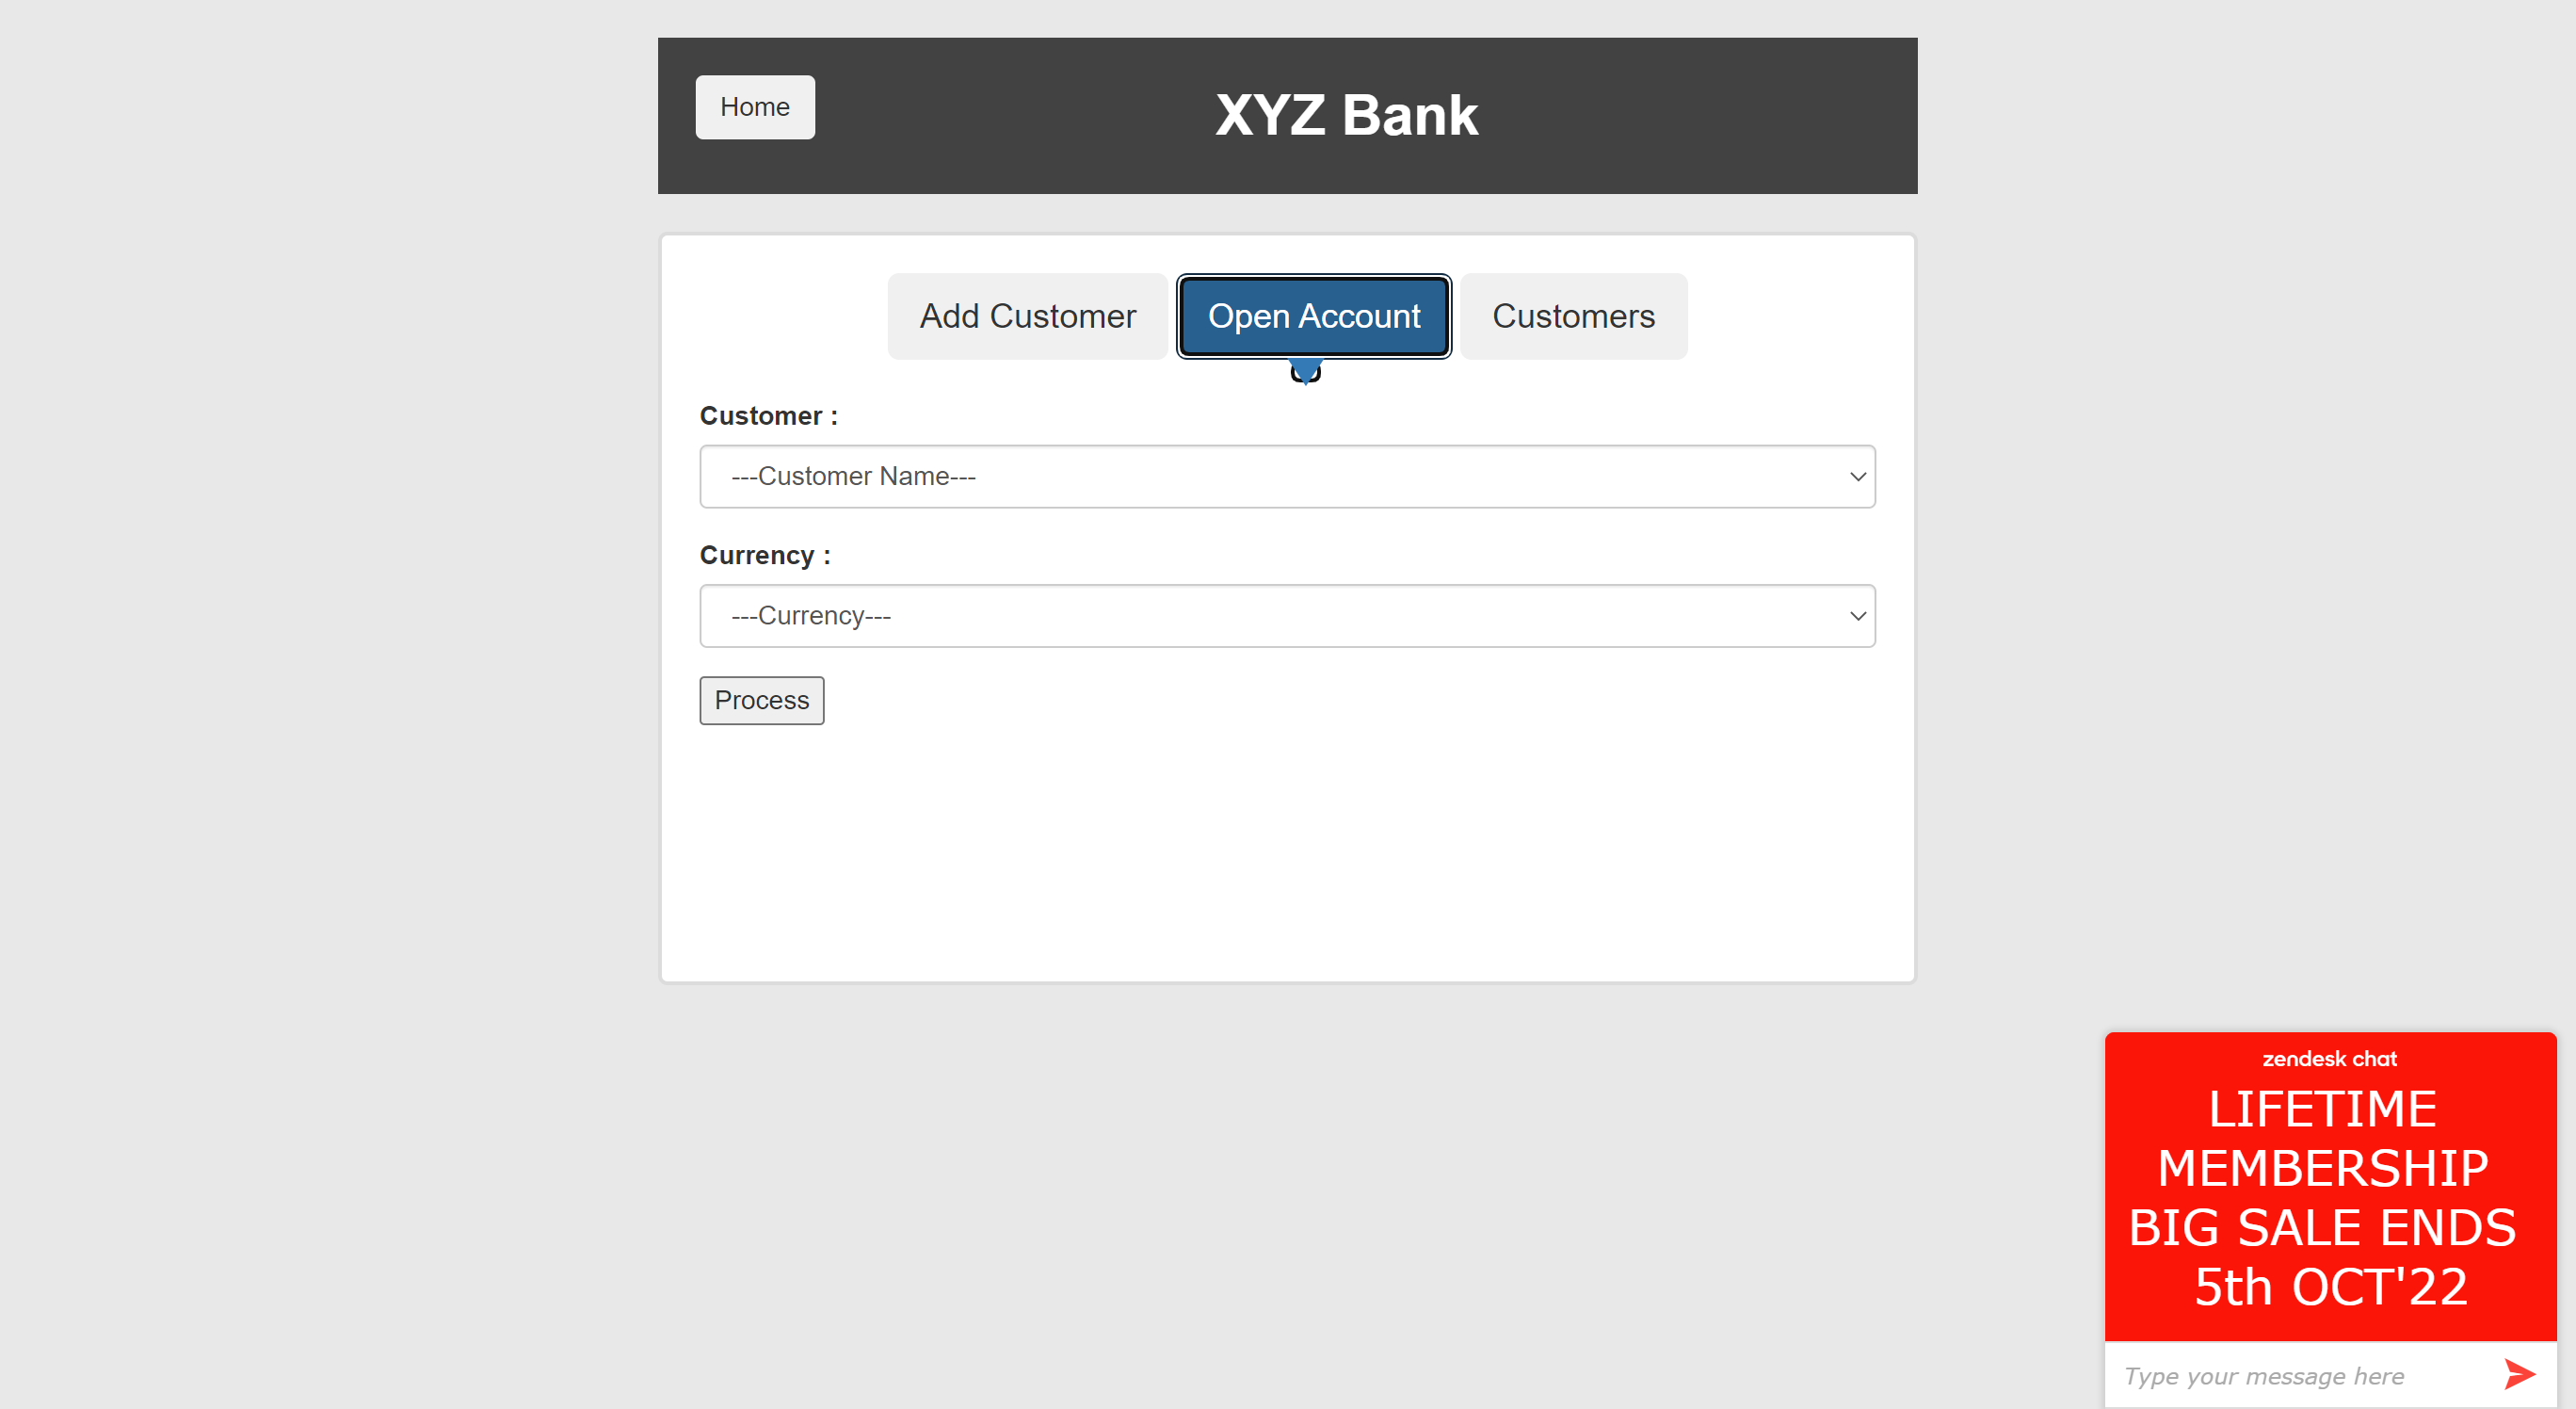 Home
XYZ Bank
Add Customer
Open Account
Customers
Customer :
---Customer Name---
Currency :
---Currency---
Process
zendesk chat
LIFETIME
MEMBERSHIP
BIG SALE ENDS
5th OCT'22
Type your message here